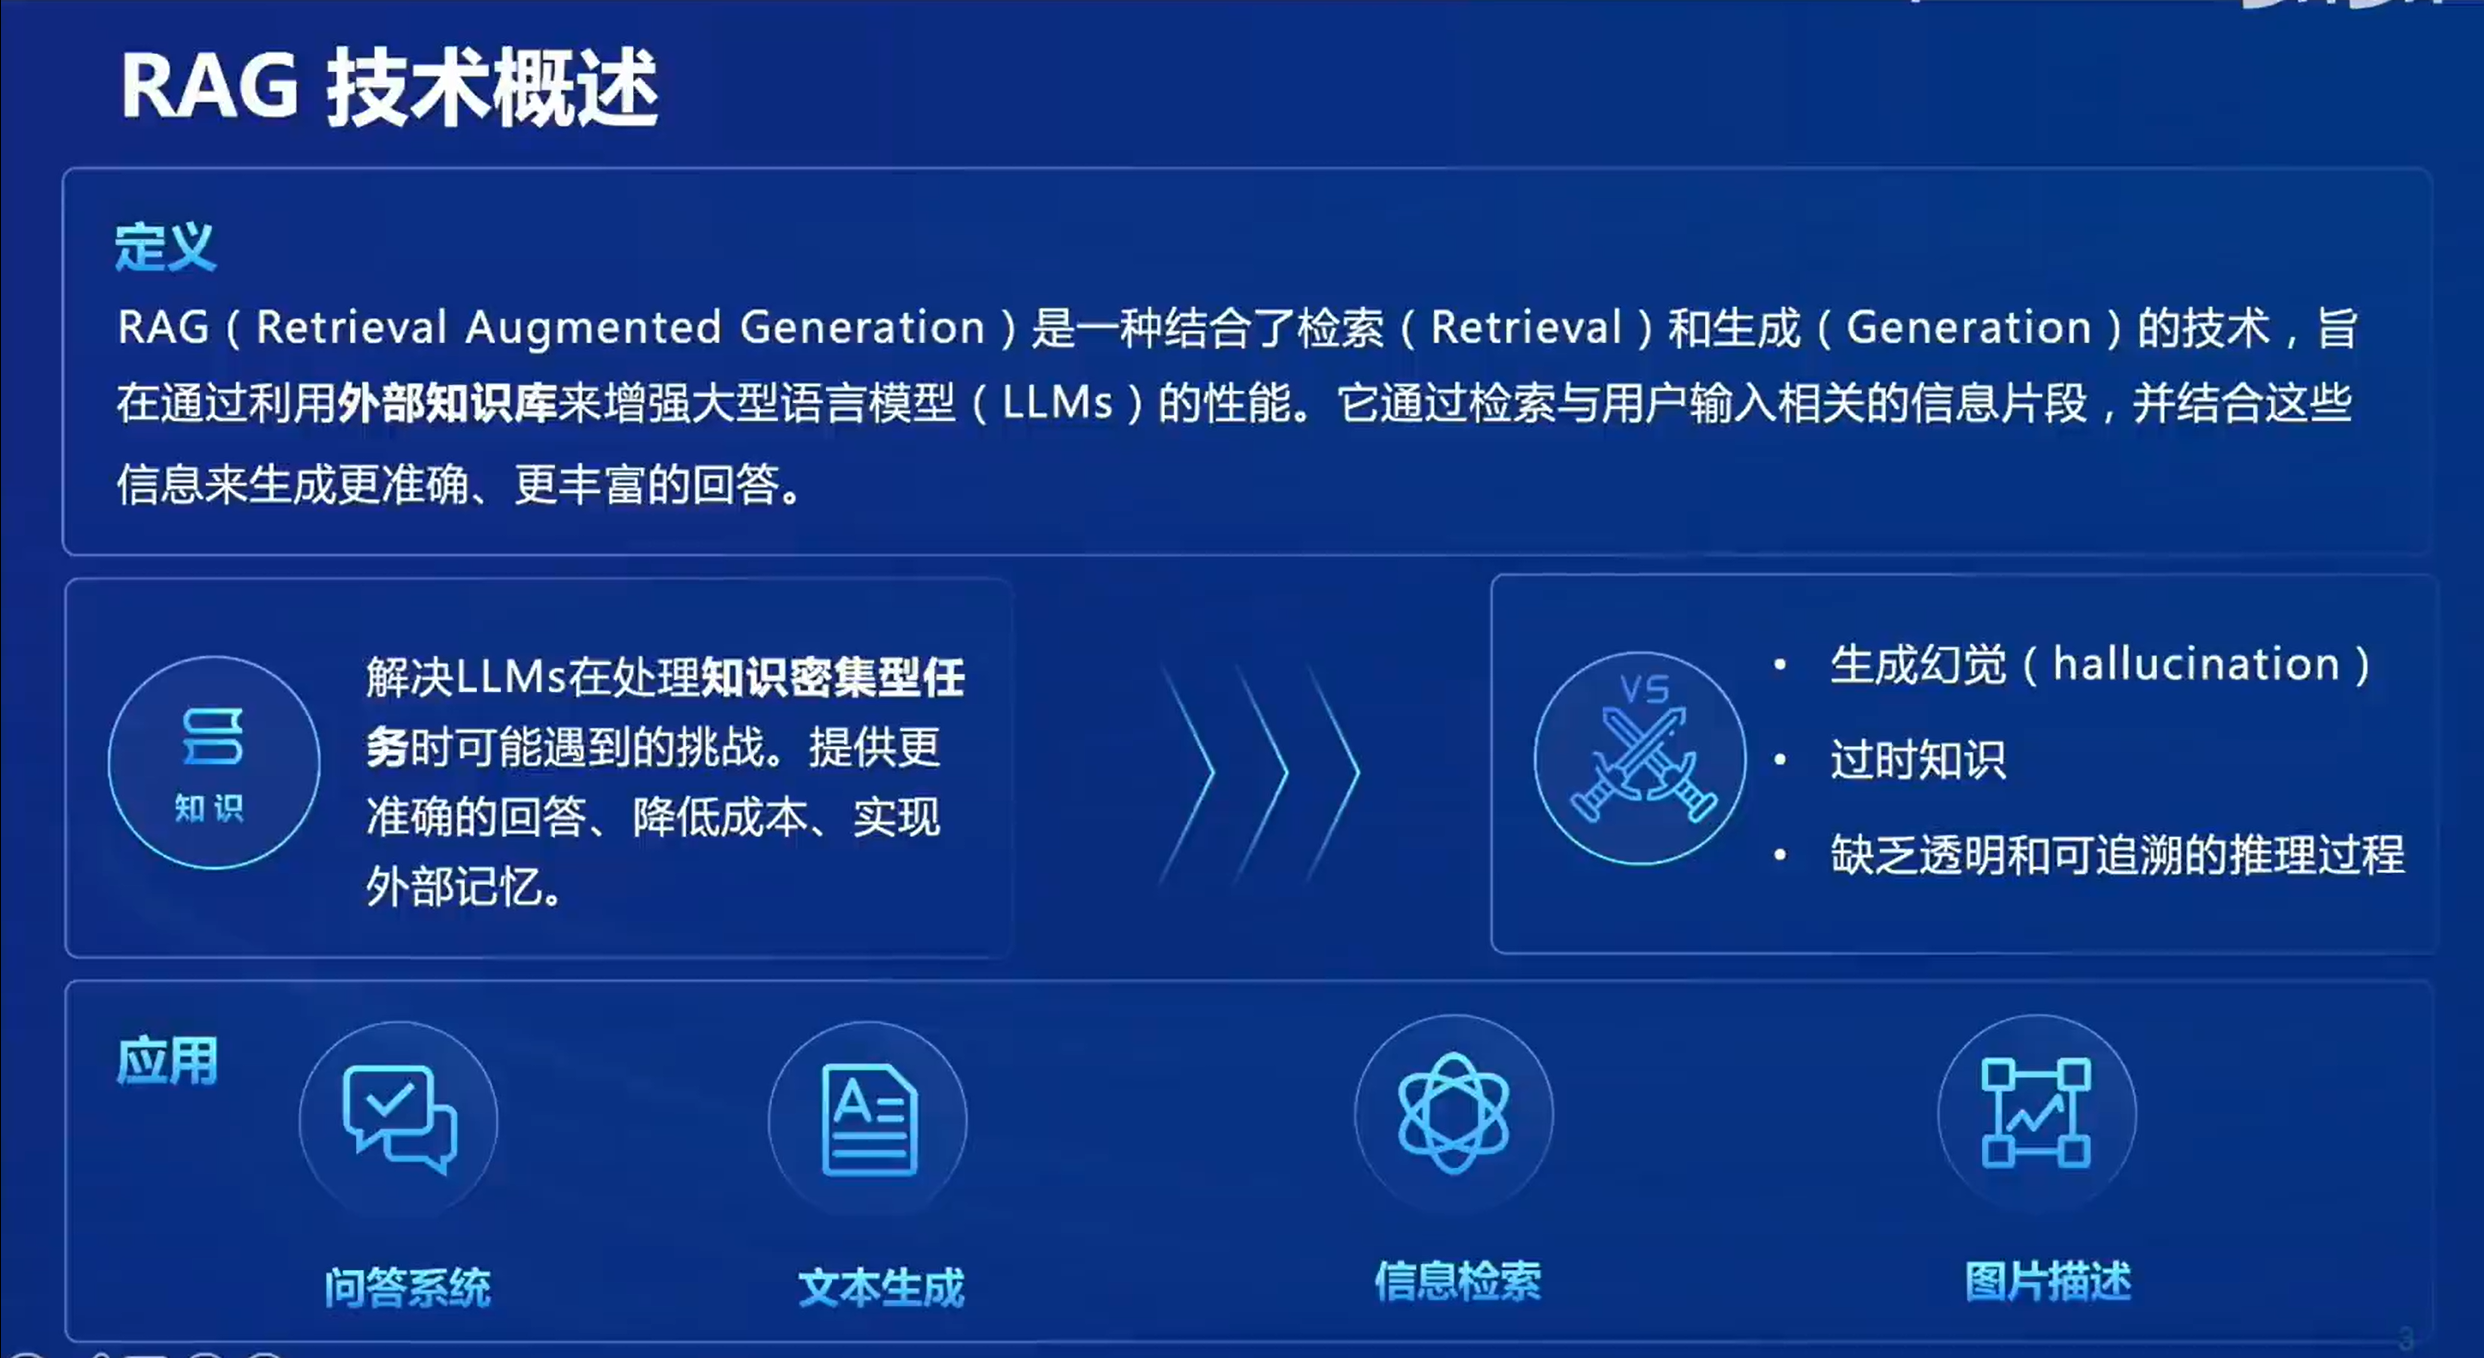 RAG 技术概述
定义
RAG（Retrieval Augmented Generation）是一种结合了检索（Retrieval）和生成（Generation）的技术，旨
在通过利用外部知识库来增强大型语言模型（LLMs）的性能。它通过检索与用户输入相关的信息片段，并结合这些
信息来生成更准确、更丰富的回答。
知识
解决LLMs在处理知识密集型任
务时可能遇到的挑战。提供更
准确的回答、降低成本、实现
外部记忆。
VS
• 生成幻觉（hallucination）
• 过时知识
• 缺乏透明和可追溯的推理过程
应用
问答系统
文本生成
信息检索
图片描述
3